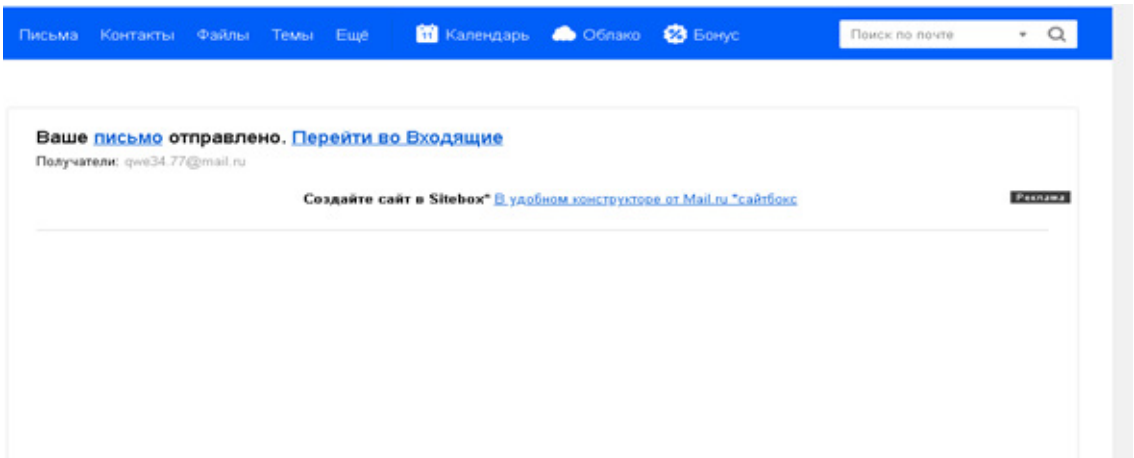 Письма Контакты Файлы Темы Ещё 11 Календарь Облако Бонус Поиск по почте
Ваше письмо отправлено. Перейти во Входящие
Получатели: qwe34.77@mail.ru
Создайте сайт в Sitebox* В удобном конструкторе от Mail.ru *сайтбокс Реклама